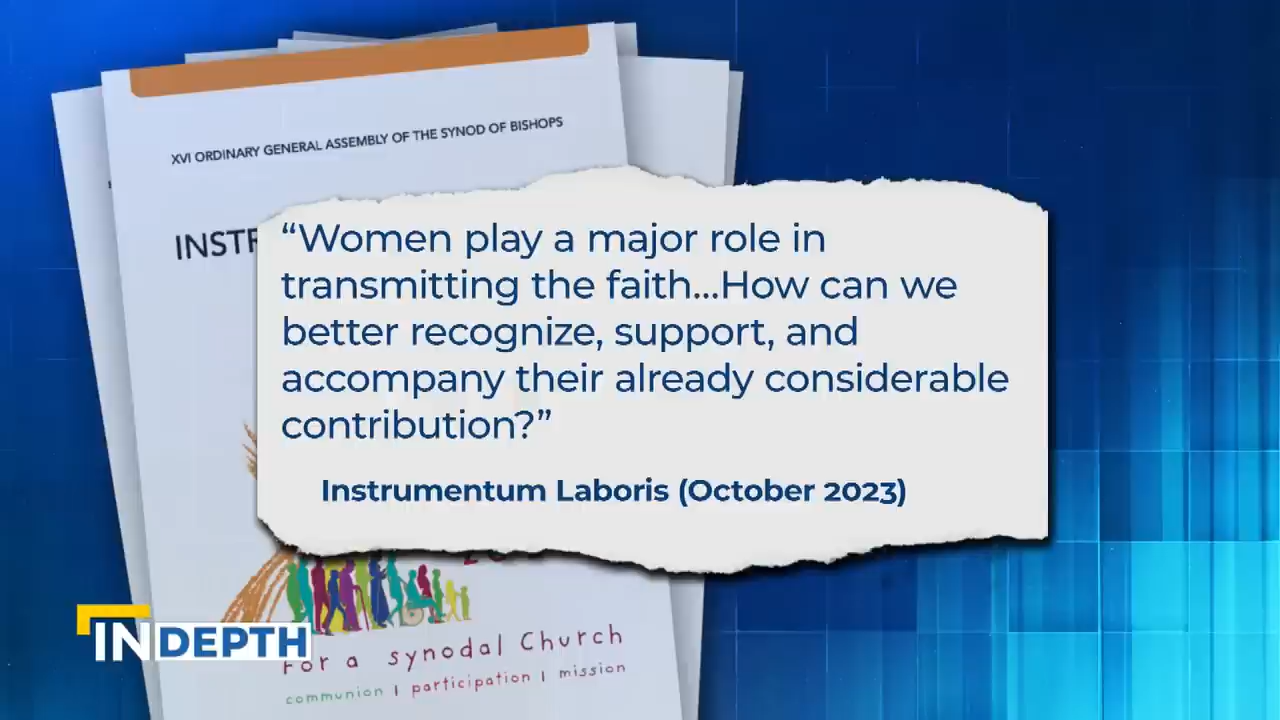 XVI ORDINARY GENERAL ASSEMBLY OF THE SYNOD OF BISHOPS
“Women play a major role in
transmitting the faith...How can we
better recognize, support, and
accompany their already considerable
contribution?”
Instrumentum Laboris (October 2023)
IN DEPTH
For a synodal Church
communion | participation | mission